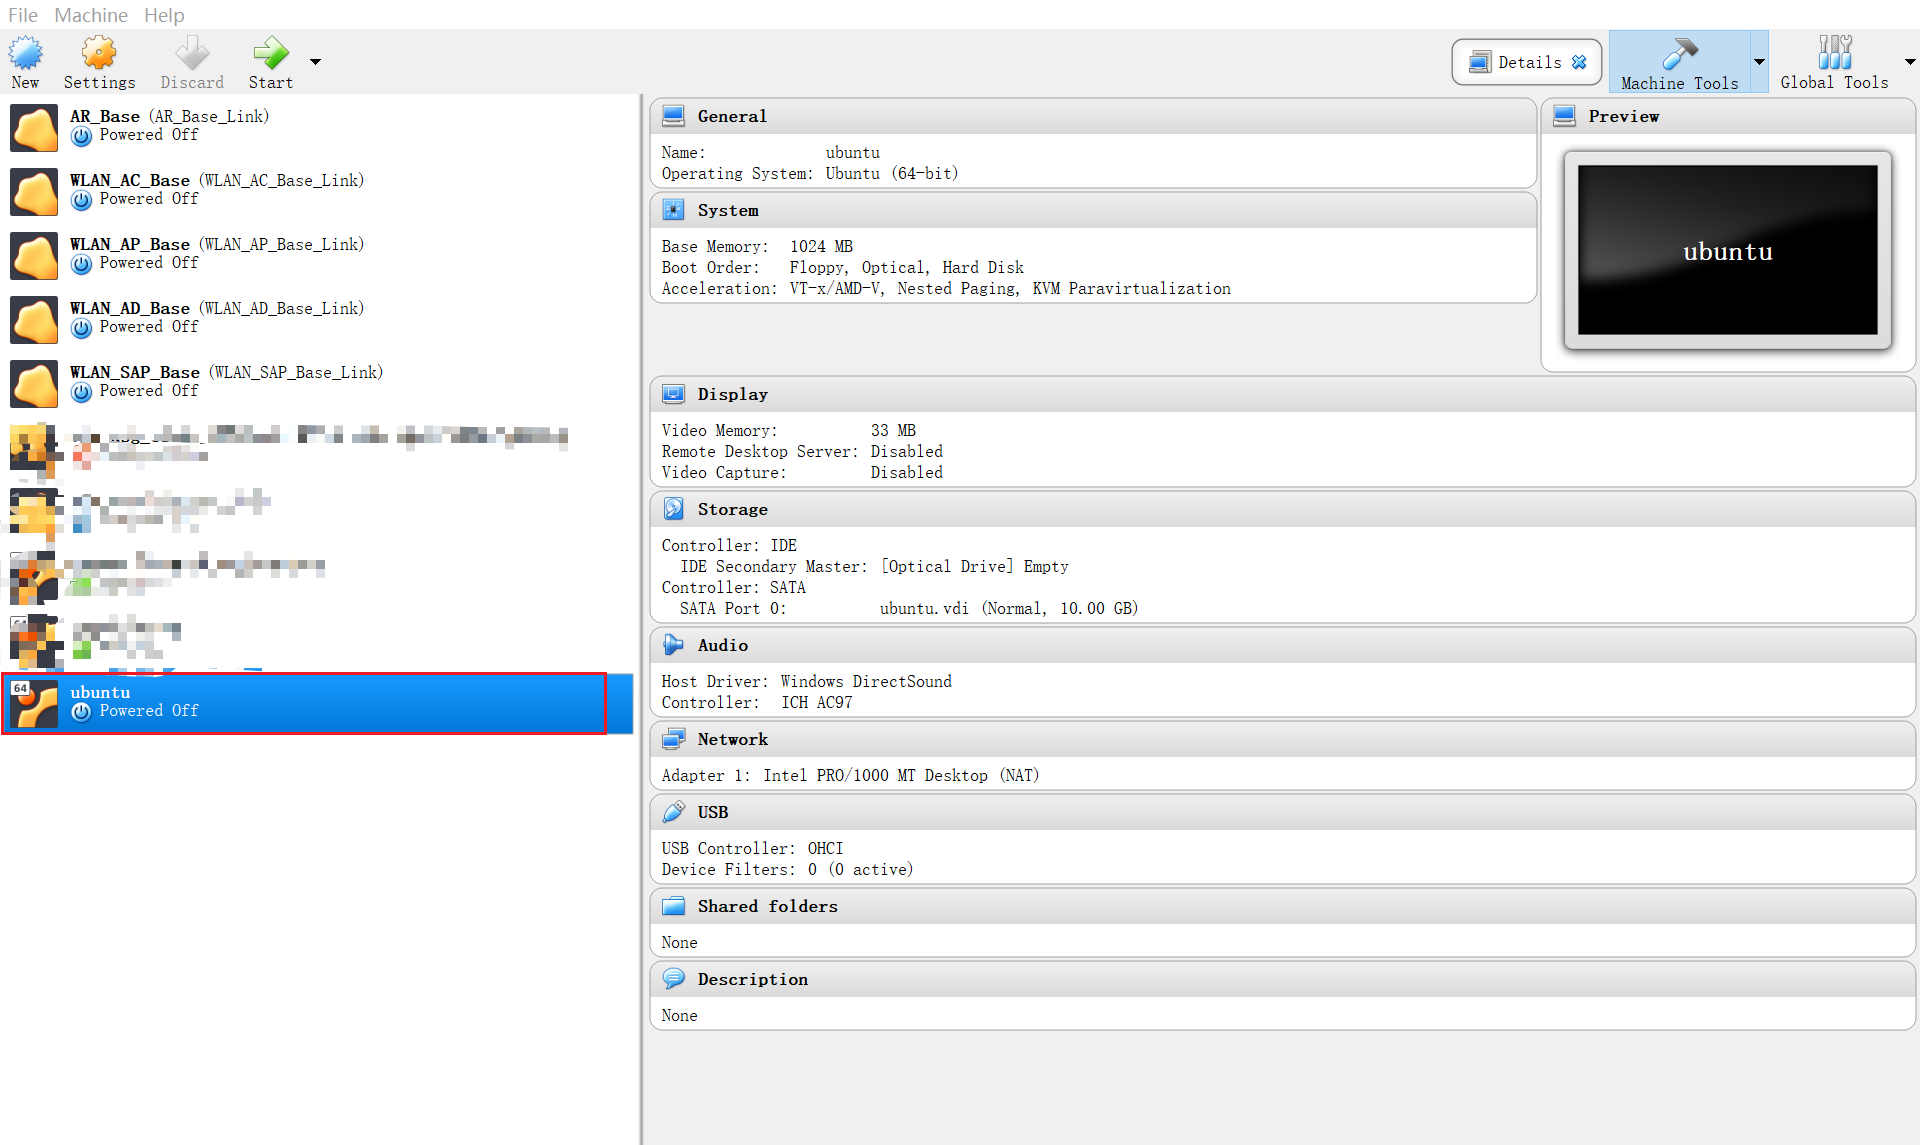 File Machine Help
New Settings Discard Start Details Machine Tools Global Tools
AR_Base (AR_Base_Link)
Powered Off
WLAN_AC_Base (WLAN_AC_Base_Link)
Powered Off
WLAN_AP_Base (WLAN_AP_Base_Link)
Powered Off
WLAN_AD_Base (WLAN_AD_Base_Link)
Powered Off
WLAN_SAP_Base (WLAN_SAP_Base_Link)
Powered Off
64
ubuntu
Powered Off
General
Name: ubuntu
Operating System: Ubuntu (64-bit)
System
Base Memory: 1024 MB
Boot Order: Floppy, Optical, Hard Disk
Acceleration: VT-x/AMD-V, Nested Paging, KVM Paravirtualization
Preview
ubuntu
Display
Video Memory: 33 MB
Remote Desktop Server: Disabled
Video Capture: Disabled
Storage
Controller: IDE
IDE Secondary Master: [Optical Drive] Empty
Controller: SATA
SATA Port 0: ubuntu.vdi (Normal, 10.00 GB)
Audio
Host Driver: Windows DirectSound
Controller: ICH AC97
Network
Adapter 1: Intel PRO/1000 MT Desktop (NAT)
USB
USB Controller: OHCI
Device Filters: 0 (0 active)
Shared folders
None
Description
None